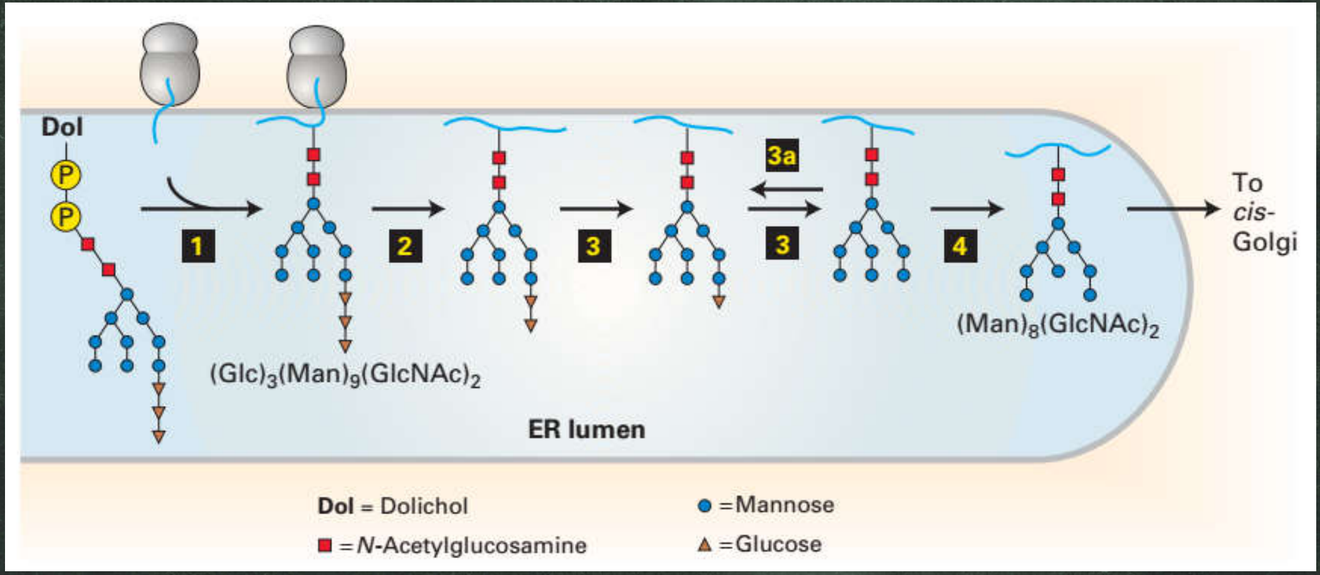 Dol
P
P
1
2
3
3a
3
4
To
cis-
Golgi
(Glc)₃(Man)₉(GlcNAc)₂
(Man)₈(GlcNAc)₂
ER lumen
Dol = Dolichol
=Mannose
=N-Acetylglucosamine
=Glucose